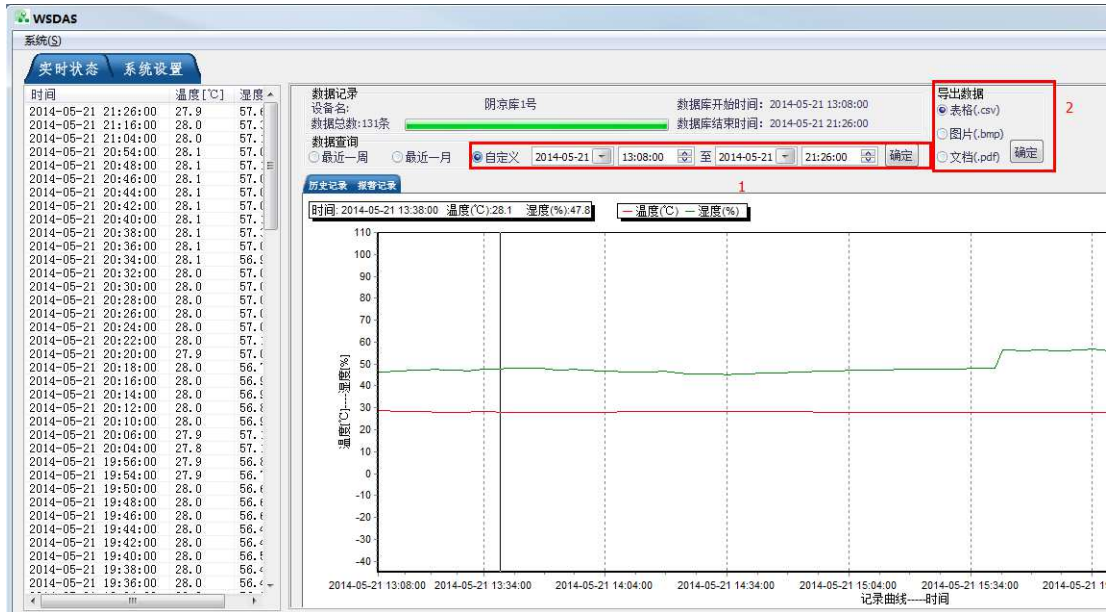 WSDAS
系统(S)
实时状态 系统设置
时间 温度[℃] 湿度
2014-05-21 21:26:00 27.9
2014-05-21 21:16:00 28.0
2014-05-21 21:04:00 28.0
2014-05-21 20:54:00 28.1
2014-05-21 20:48:00 28.1
2014-05-21 20:46:00 28.1
2014-05-21 20:44:00 28.1
2014-05-21 20:42:00 28.1
2014-05-21 20:40:00 28.1
2014-05-21 20:38:00 28.1
2014-05-21 20:36:00 28.1
2014-05-21 20:34:00 28.1
2014-05-21 20:32:00 28.0
2014-05-21 20:30:00 28.0
2014-05-21 20:28:00 28.0
2014-05-21 20:26:00 28.0
2014-05-21 20:24:00 28.0
2014-05-21 20:22:00 28.0
2014-05-21 20:20:00 27.9
2014-05-21 20:18:00 28.0
2014-05-21 20:16:00 28.0
2014-05-21 20:14:00 28.0
2014-05-21 20:12:00 28.0
2014-05-21 20:10:00 28.0
2014-05-21 20:06:00 27.9
2014-05-21 20:04:00 27.8
2014-05-21 19:56:00 27.9
2014-05-21 19:54:00 27.9
2014-05-21 19:50:00 28.0
2014-05-21 19:48:00 28.0
2014-05-21 19:46:00 28.0
2014-05-21 19:44:00 28.0
2014-05-21 19:42:00 28.0
2014-05-21 19:40:00 28.0
2014-05-21 19:38:00 28.0
2014-05-21 19:36:00 28.0
数据记录
设备名: 阴凉库1号 数据库开始时间: 2014-05-21 13:08:00
数据总数:131条 数据库结束时间: 2014-05-21 21:26:00
数据查询
最近一周 最近一月 自定义 2014-05-21 13:08:00 至 2014-05-21 21:26:00 确定
导出数据
表格(.csv)
图片(.bmp)
文档(.pdf) 确定
2
1
历史记录 报警记录
时间: 2014-05-21 13:38:00 温度(℃):28.1 湿度(%):47.8
温度(℃) 湿度(%)
110
100
90
80
70
60
50
40
30
20
10
0
-10
-20
-30
-40
温度[℃]----湿度[%]
2014-05-21 13:08:00 2014-05-21 13:34:00 2014-05-21 14:04:00 2014-05-21 14:34:00 2014-05-21 15:04:00 2014-05-21 15:34:00 2014-05-21
记录曲线-----时间